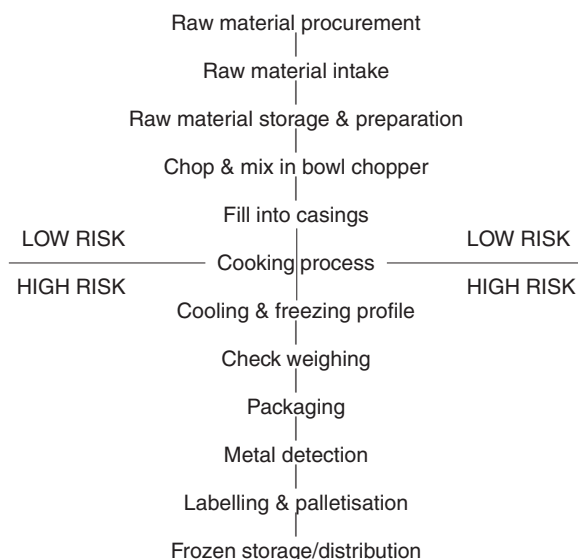 Raw material procurement
Raw material intake
Raw material storage & preparation
Chop & mix in bowl chopper
Fill into casings
LOW RISK LOW RISK
Cooking process
HIGH RISK HIGH RISK
Cooling & freezing profile
Check weighing
Packaging
Metal detection
Labelling & palletisation
Frozen storage/distribution